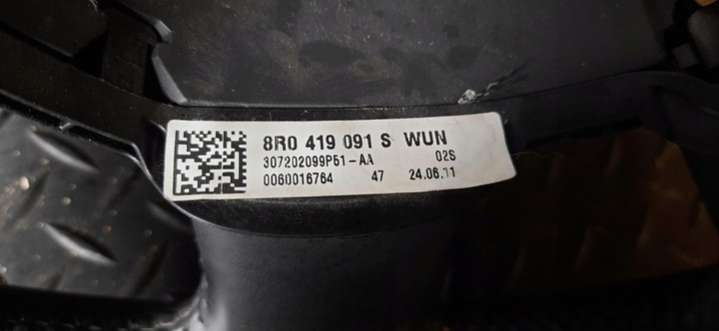 8R0 419 091 S WUN
307202099P51-AA 02S
0060016764 47 24.06.11